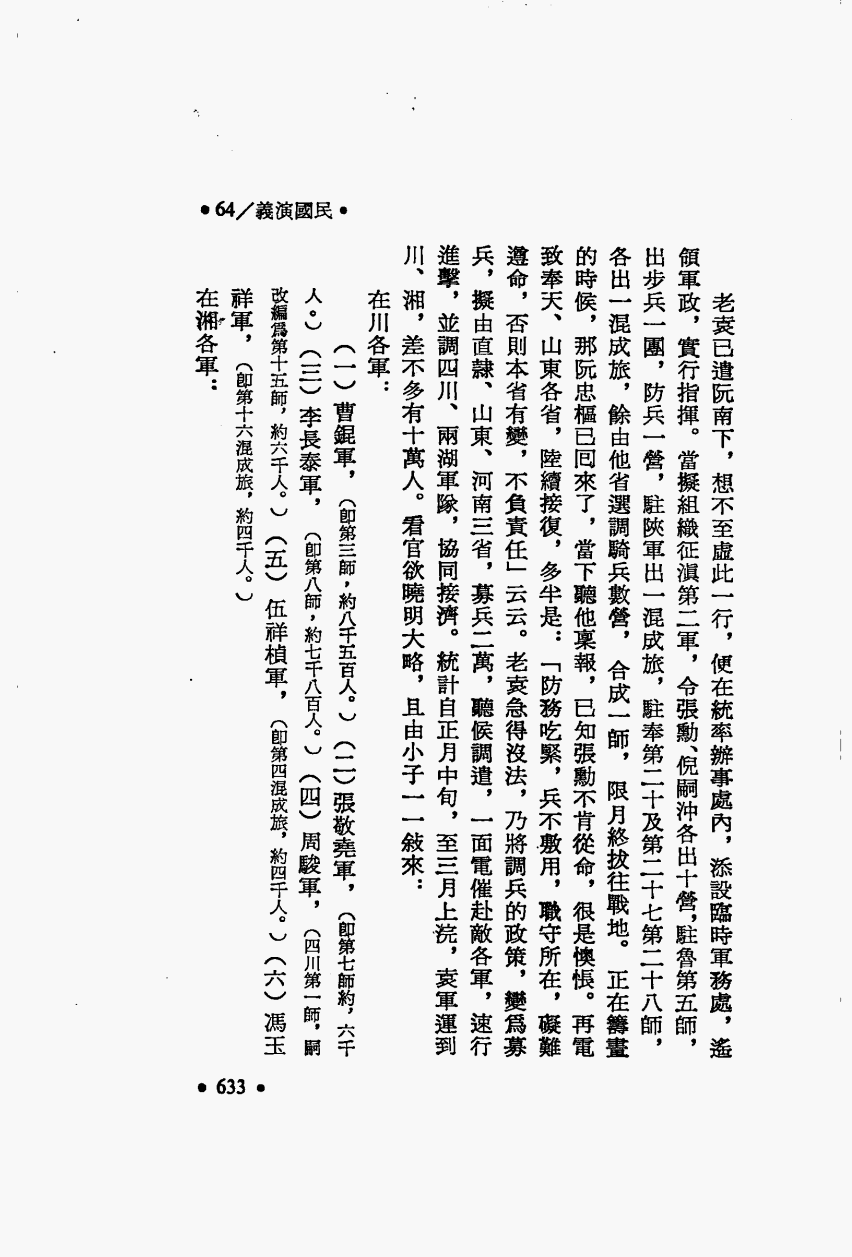 •64/義演國民•
老袁已遣阮南下，想不至虛此一行，便在統率辦事處內，添設臨時軍務處，遙
領軍政，實行指揮。當擬組織征滇第二軍，令張勳、倪嗣沖各出十營，駐魯第五師，
出步兵一團，防兵一營，駐陝軍出一混成旅，駐奉第二十及第二十七第二十八師，
各出一混成旅，餘由他省選調騎兵數營，合成一師，限月終拔往戰地。正在籌畫
的時候，那阮忠樞已回來了，當下聽他稟報，已知張勳不肯從命，很是懊悵。再電
致奉天、山東各省，陸續接復，多半是：「防務吃緊，兵不敷用，職守所在，礙難
遵命，否則本省有變，不負責任」云云。老袁急得沒法，乃將調兵的政策，變爲募
兵，擬由直隸、山東、河南三省，募兵二萬，聽候調遣，一面電催赴敵各軍，速行
進擊，並調四川、兩湖軍隊，協同接濟。統計自正月中旬，至三月上浣，袁軍運到
川、湘，差不多有十萬人。看官欲曉明大略，且由小子一一敍來：
在川各軍：
（一）曹錕軍，（卽第三師，約八千五百人。）（二）張敬堯軍，（卽第七師約，六千
人。）（三）李長泰軍，（卽第八師，約七千八百人。）（四）周駿軍，（四川第一師，嗣
改編爲第十五師，約六千人。）（五）伍祥楨軍，（卽第四混成旅，約四千人。）（六）馮玉
祥軍，（卽第十六混成旅，約四千人。）
在湘各軍：
•633•